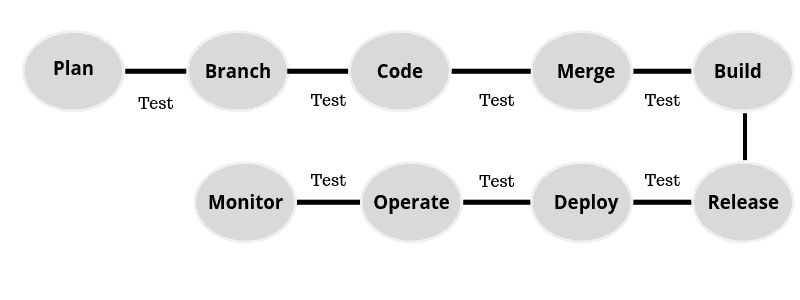 Plan
Branch
Code
Merge
Build
Test
Test
Test
Test
Test
Test
Test
Monitor
Operate
Deploy
Release